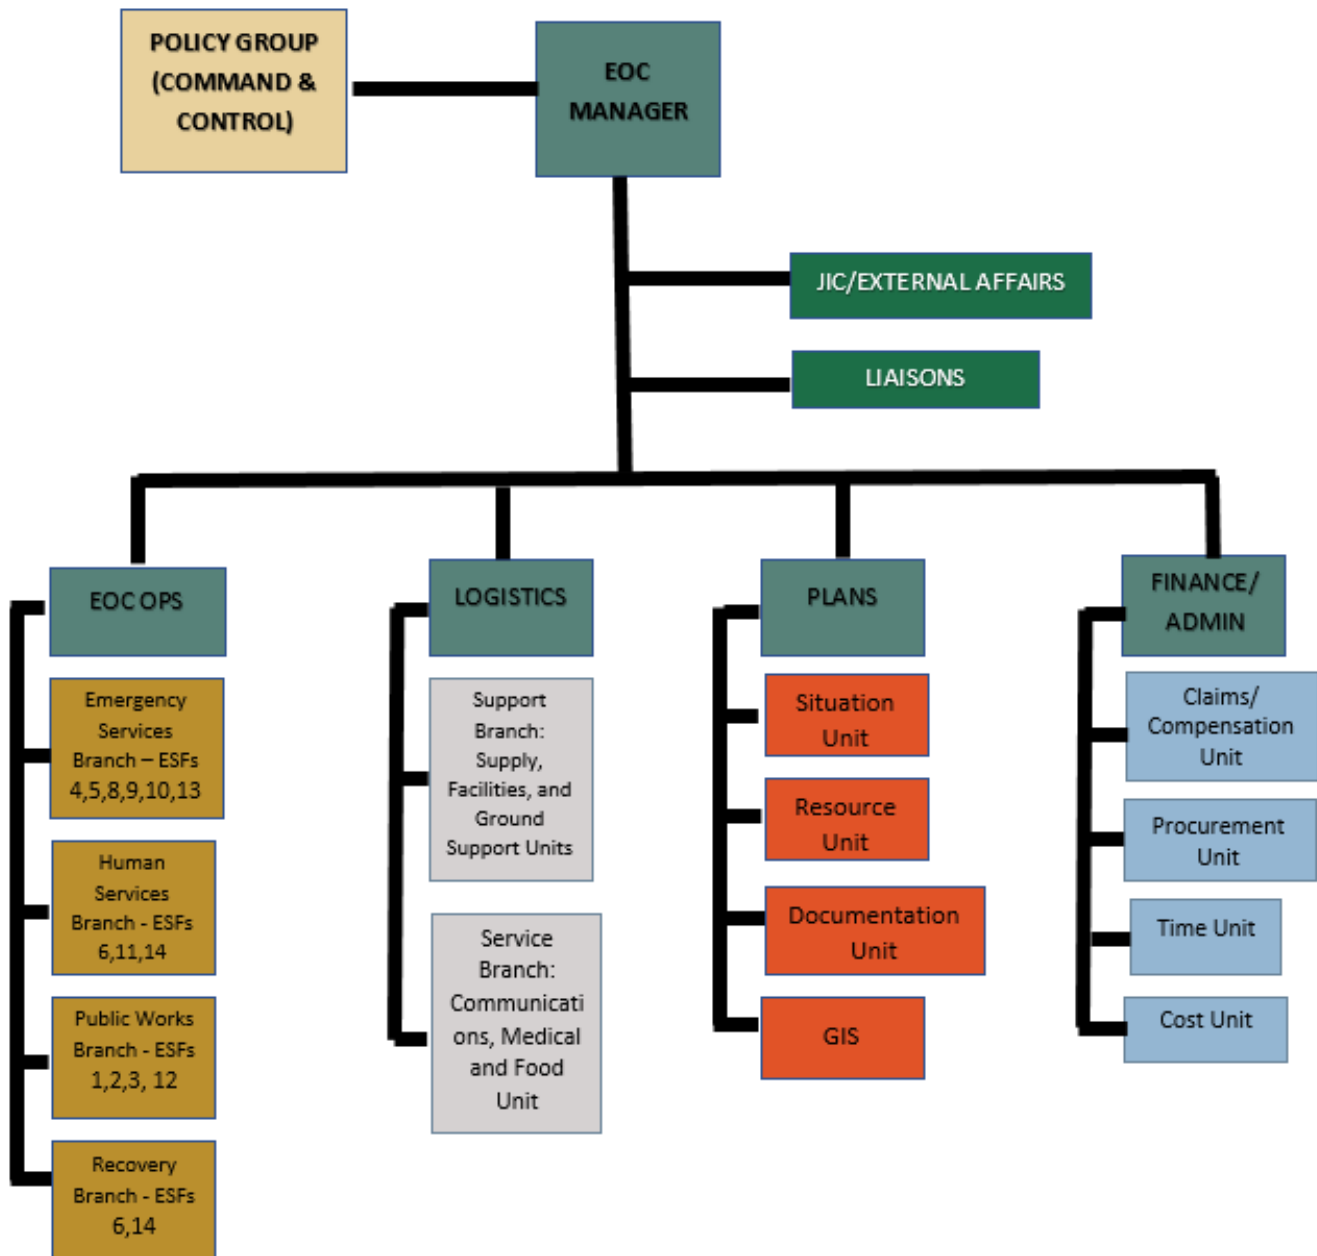 POLICY GROUP
(COMMAND &
CONTROL)
EOC
MANAGER
JIC/EXTERNAL AFFAIRS
LIAISONS
EOC OPS
Emergency
Services
Branch – ESFs
4,5,8,9,10,13
Human
Services
Branch - ESFs
6,11,14
Public Works
Branch - ESFs
1,2,3, 12
Recovery
Branch - ESFs
6,14
LOGISTICS
Support
Branch:
Supply,
Facilities, and
Ground
Support Units
Service
Branch:
Communicati
ons, Medical
and Food
Unit
PLANS
Situation
Unit
Resource
Unit
Documentation
Unit
GIS
FINANCE/
ADMIN
Claims/
Compensation
Unit
Procurement
Unit
Time Unit
Cost Unit